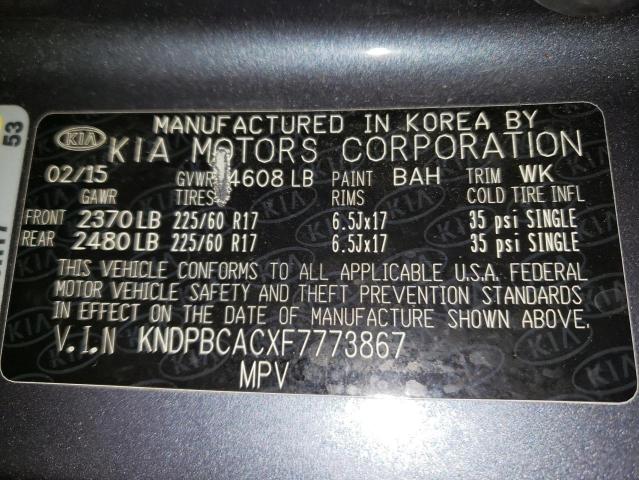 53
KIA
MANUFACTURED IN KOREA BY
KIA MOTORS CORPORATION
02/15 GVWR 4608 LB PAINT BAH TRIM WK
GAWR TIRES RIMS COLD TIRE INFL
FRONT 2370 LB 225/60 R17 6.5Jx17 35 psi SINGLE
REAR 2480 LB 225/60 R17 6.5Jx17 35 psi SINGLE
THIS VEHICLE CONFORMS TO ALL APPLICABLE U.S.A. FEDERAL
MOTOR VEHICLE SAFETY AND THEFT PREVENTION STANDARDS
IN EFFECT ON THE DATE OF MANUFACTURE SHOWN ABOVE.
V.I.N KNDPBCACXF7773867
MPV